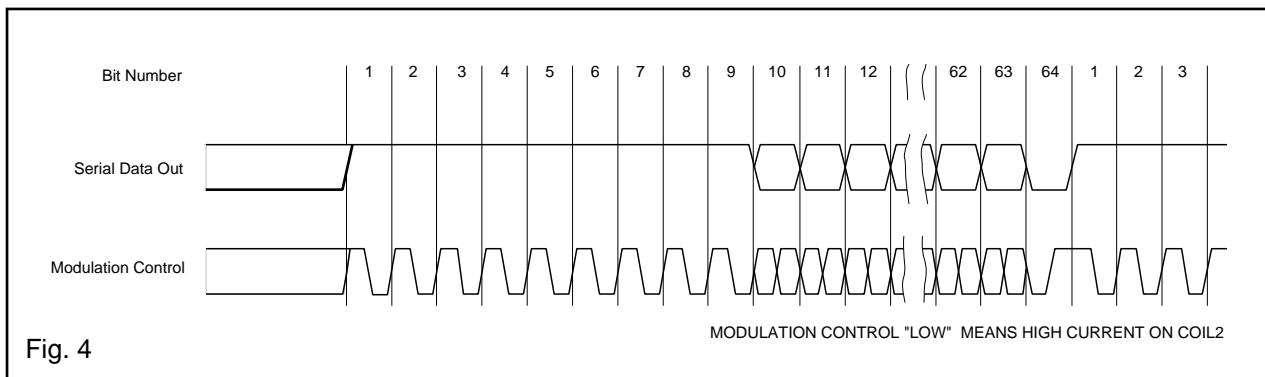 Bit Number 1 2 3 4 5 6 7 8 9 10 11 12 62 63 64 1 2 3
Serial Data Out
Modulation Control
MODULATION CONTROL "LOW" MEANS HIGH CURRENT ON COIL2
Fig. 4